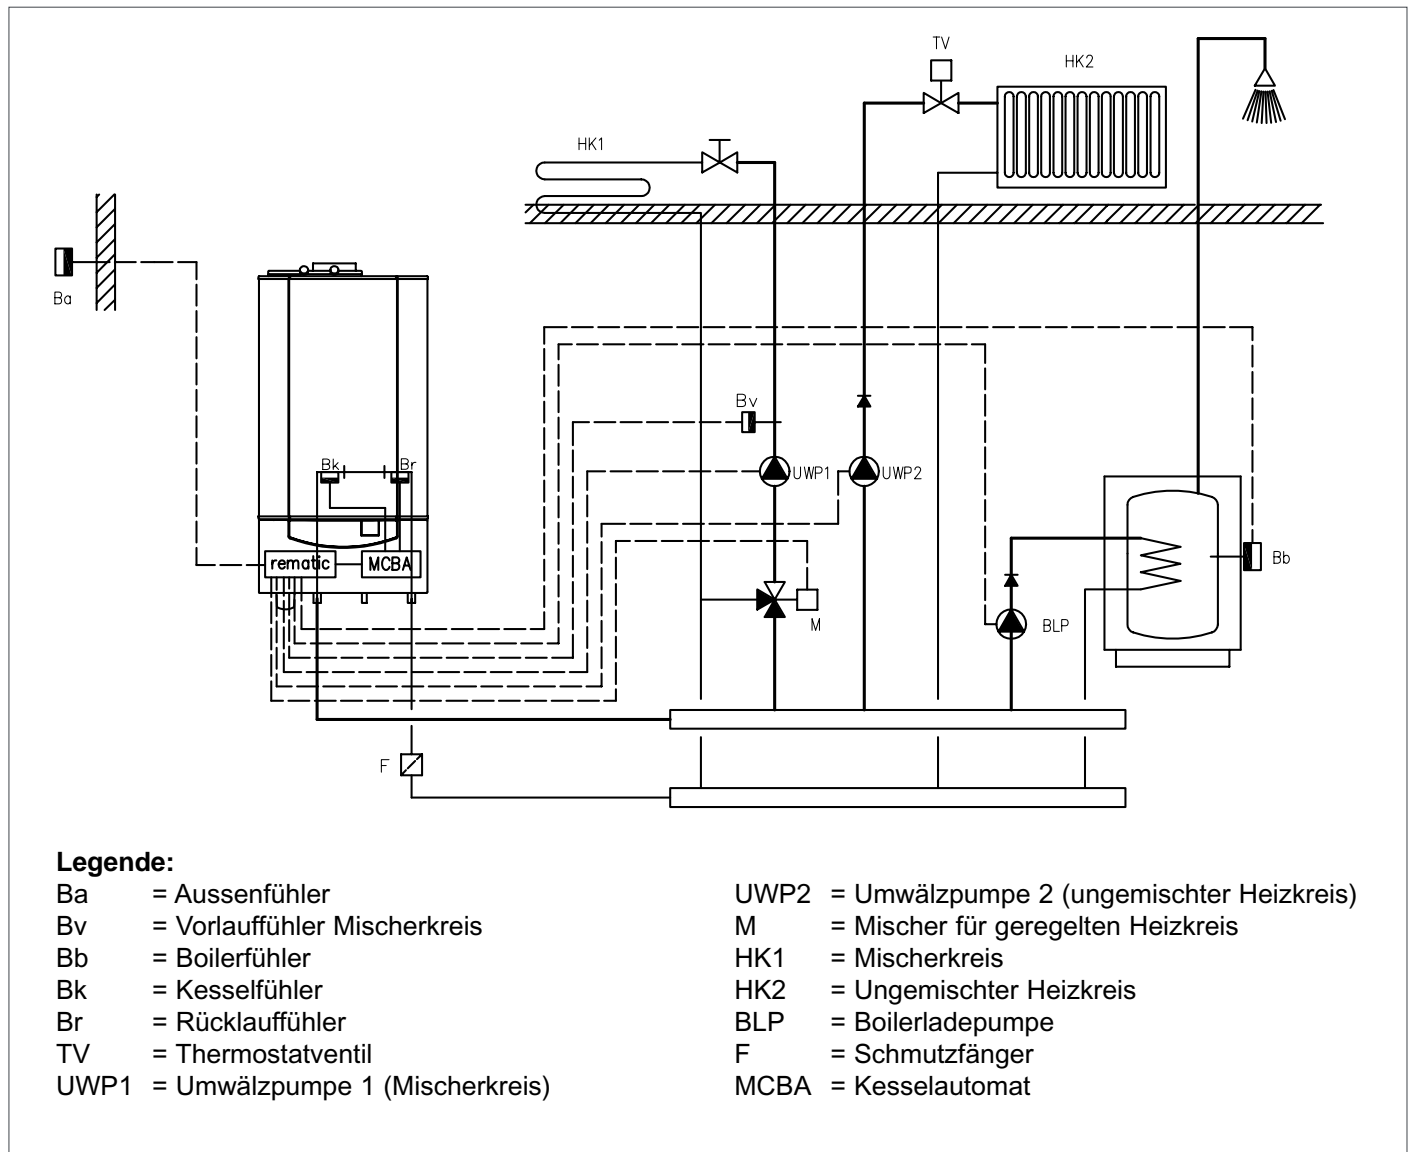 TV
HK2
HK1
Ba
Bv
Bk
Br
UWP1
UWP2
rematic
MCBA
Bb
M
BLP
F
Legende:
Ba = Aussenfühler
Bv = Vorlauffühler Mischerkreis
Bb = Boilerfühler
Bk = Kesselfühler
Br = Rücklauffühler
TV = Thermostatventil
UWP1 = Umwälzpumpe 1 (Mischerkreis)
UWP2 = Umwälzpumpe 2 (ungemischter Heizkreis)
M = Mischer für geregelten Heizkreis
HK1 = Mischerkreis
HK2 = Ungemischter Heizkreis
BLP = Boilerladepumpe
F = Schmutzfänger
MCBA = Kesselautomat